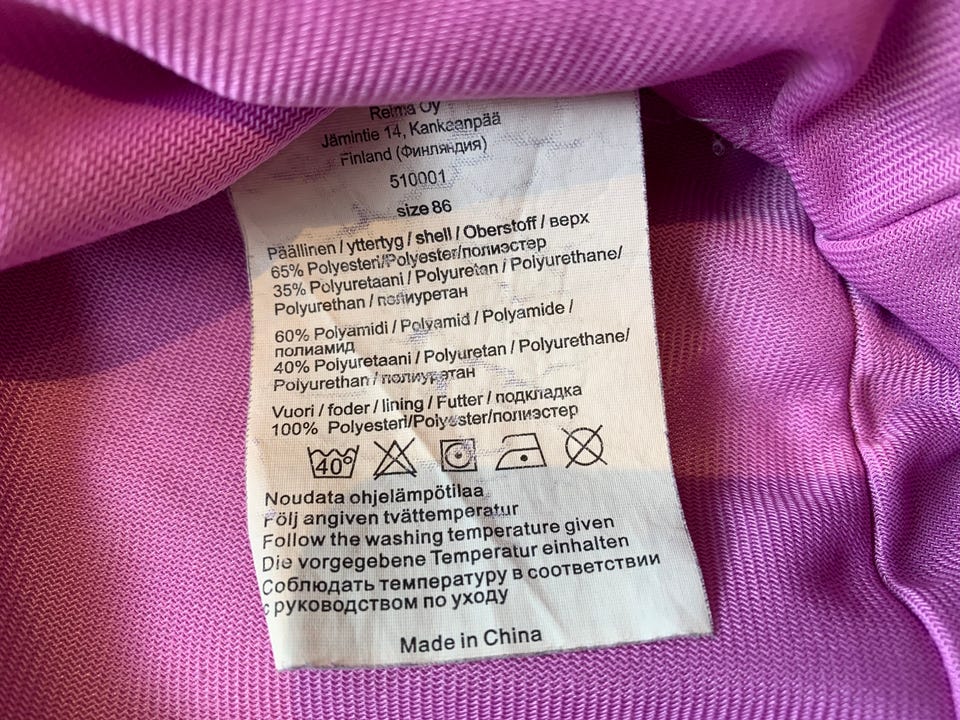 Reima Oy
Jämintie 14, Kankaanpää
Finland (Финляндия)
510001
size 86
Päällinen / yttertyg / shell / Oberstoff / верх
65% Polyesteri/Polyester/полиэстер
35% Polyuretaani / Polyuretan / Polyurethane/
Polyurethan / полиуретан
60% Polyamidi / Polyamid / Polyamide /
полиамид
40% Polyuretaani / Polyuretan / Polyurethane/
Polyurethan / полиуретан
Vuori / foder / lining / Futter / подкладка
100% Polyesteri/Polyester/полиэстер
40°
Noudata ohjelämpötilaa
Följ angiven tvättemperatur
Follow the washing temperature given
Die vorgegebene Temperatur einhalten
Соблюдать температуру в соответствии
с руководством по уходу
Made in China